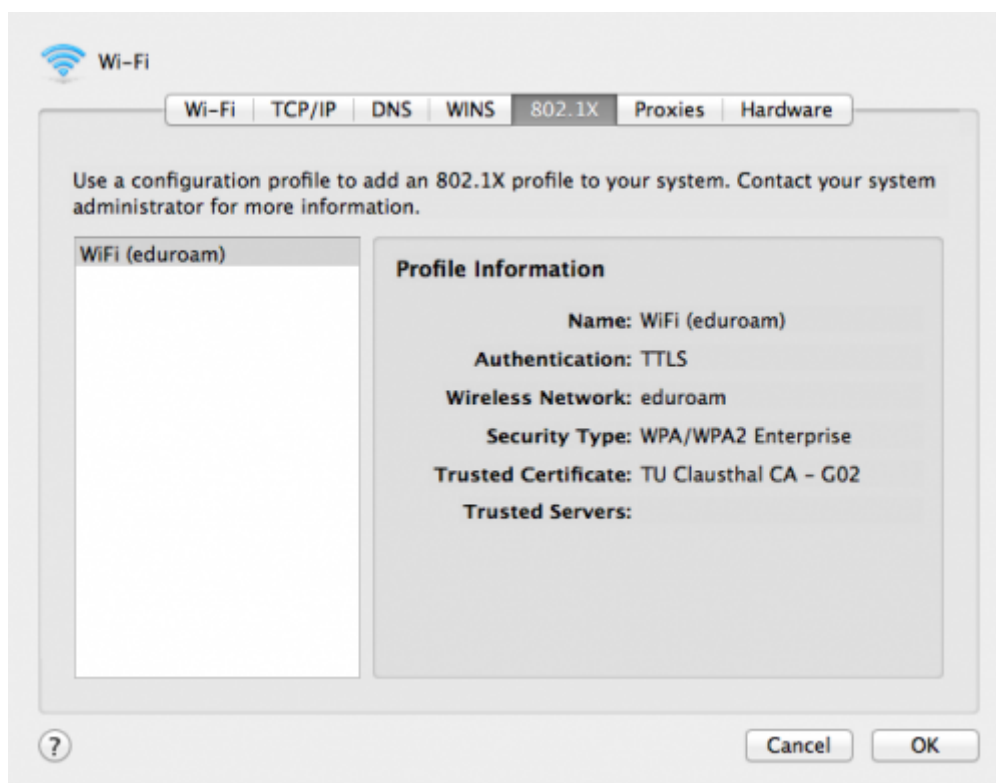 Wi-Fi
Wi-Fi TCP/IP DNS WINS 802.1X Proxies Hardware
Use a configuration profile to add an 802.1X profile to your system. Contact your system
administrator for more information.
WiFi (eduroam)
Profile Information
Name: WiFi (eduroam)
Authentication: TTLS
Wireless Network: eduroam
Security Type: WPA/WPA2 Enterprise
Trusted Certificate: TU Clausthal CA - G02
Trusted Servers:
? Cancel OK